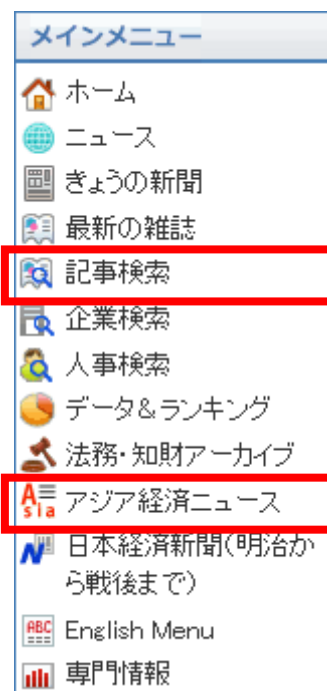 メインメニュー
ホーム
ニュース
きょうの新聞
最新の雑誌
記事検索
企業検索
人事検索
データ&ランキング
法務・知財アーカイブ
Asia アジア経済ニュース
日本経済新聞(明治か
ら戦後まで)
ABC English Menu
専門情報